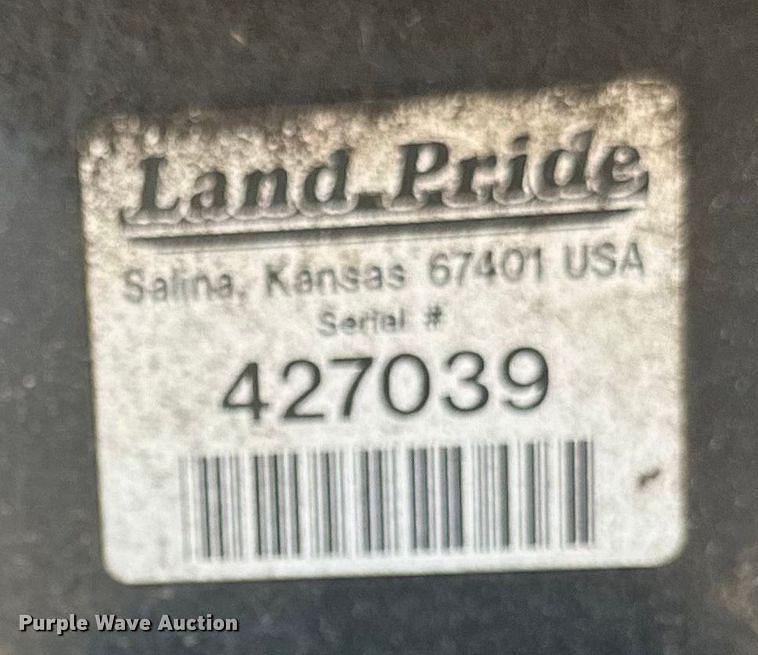 Land Pride
Salina, Kansas 67401 USA
Serial #
427039
Purple Wave Auction